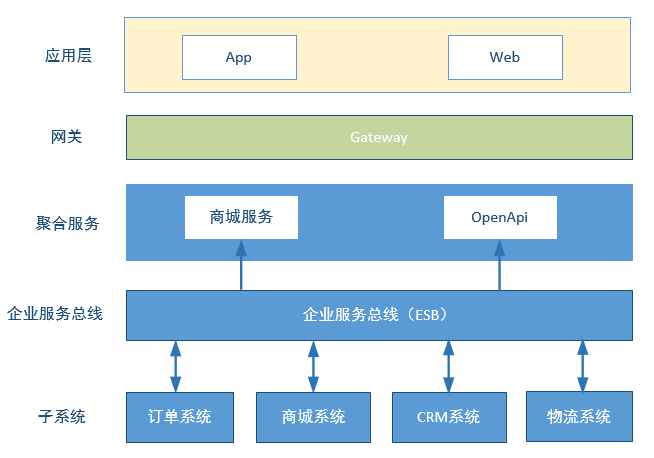 应用层
App
Web
网关
Gateway
聚合服务
商城服务
OpenApi
企业服务总线
企业服务总线（ESB）
子系统
订单系统
商城系统
CRM系统
物流系统